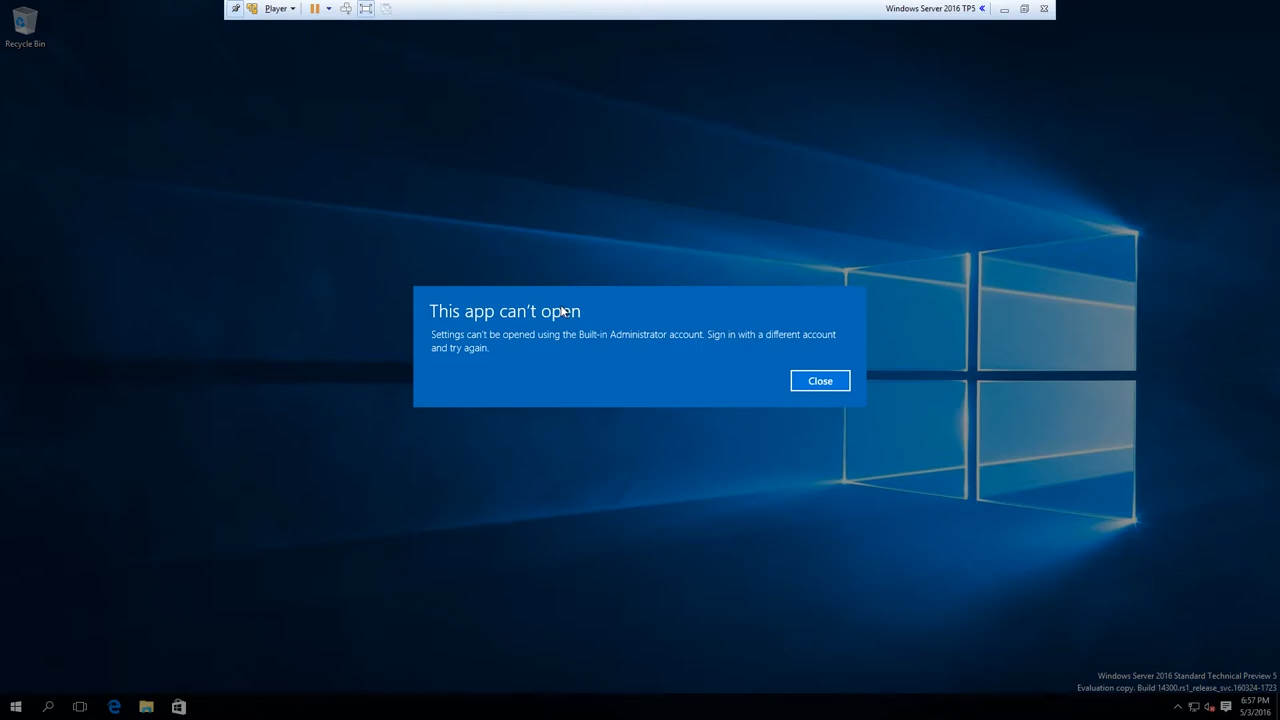 Player
Windows Server 2016 TP5
Recycle Bin
This app can't open
Settings can't be opened using the Built-in Administrator account. Sign in with a different account
and try again.
Close
Windows Server 2016 Standard Technical Preview 5
Evaluation copy. Build 14300.rs1_release_svc.160324-1723
6:57 PM
5/3/2016